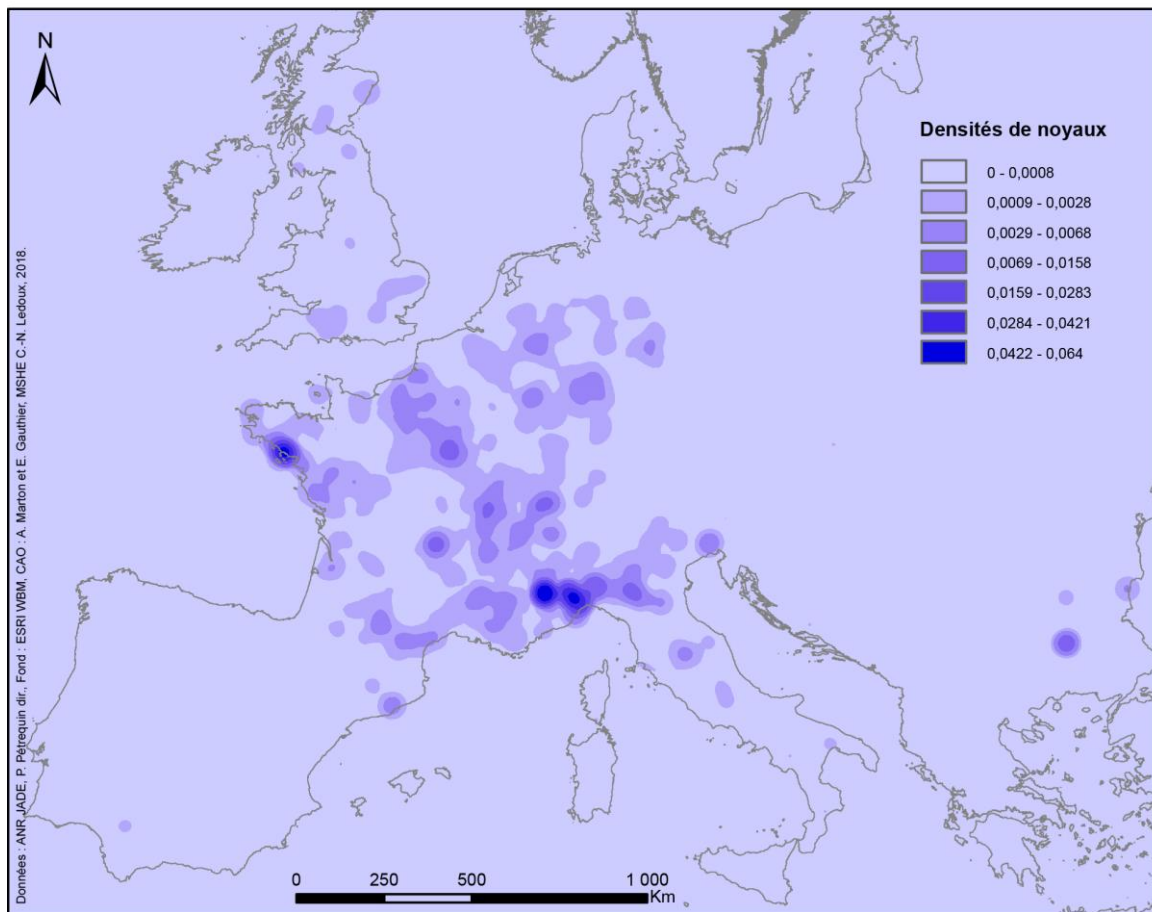 N
Densités de noyaux
0 - 0,0008
0,0009 - 0,0028
0,0029 - 0,0068
0,0069 - 0,0158
0,0159 - 0,0283
0,0284 - 0,0421
0,0422 - 0,064
Données : ANR JADE, P. Pétrequin dir., Fond : ESRI WBM, CAO : A. Marton et E. Gauthier, MSHE C.-N. Ledoux, 2018.
0 250 500 1 000
Km